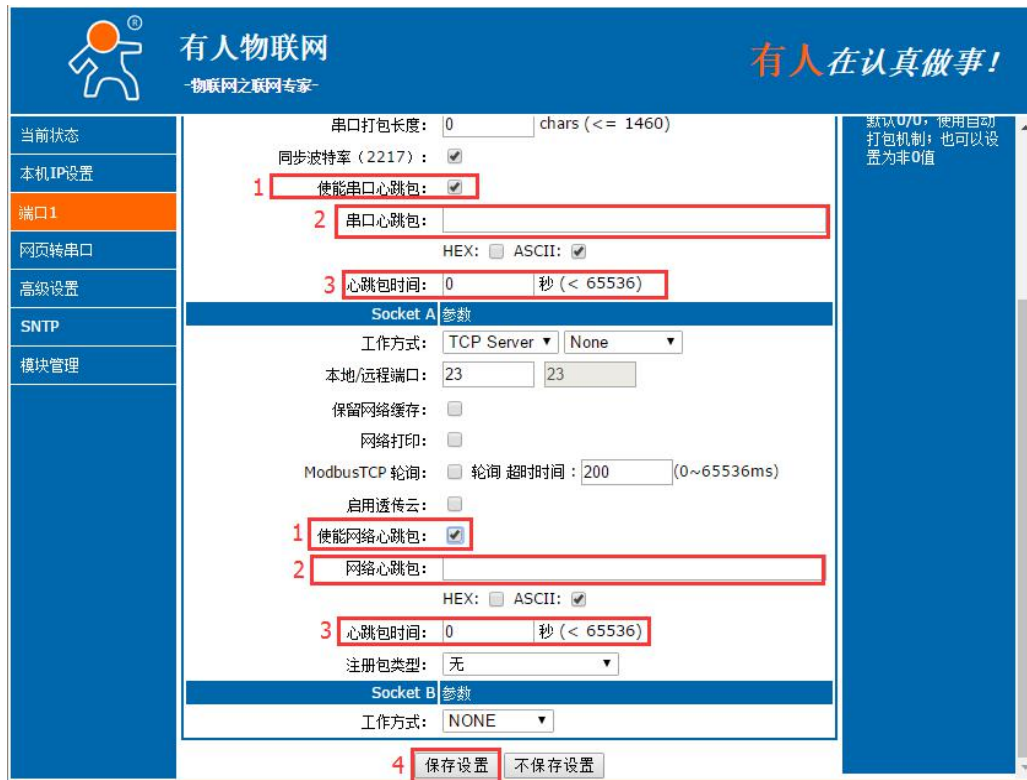 ®
有人物联网
-物联网之联网专家-
有人在认真做事!
当前状态
本机IP设置
端口1
网页转串口
高级设置
SNTP
模块管理
串口打包长度: 0 chars (<= 1460)
同步波特率(2217):
1 使能串口心跳包:
2 串口心跳包:
HEX: ASCII:
3 心跳包时间: 0 秒 (< 65536)
Socket A 参数
工作方式: TCP Server ▼ None ▼
本地/远程端口: 23 23
保留网络缓存:
网络打印:
ModbusTCP 轮询: 轮询 超时时间:200 (0~65536ms)
启用透传云:
1 使能网络心跳包:
2 网络心跳包:
HEX: ASCII:
3 心跳包时间: 0 秒 (< 65536)
注册包类型: 无 ▼
Socket B 参数
工作方式: NONE ▼
4 保存设置 不保存设置
默认0/0,使用自动
打包机制;也可以设
置为非0值